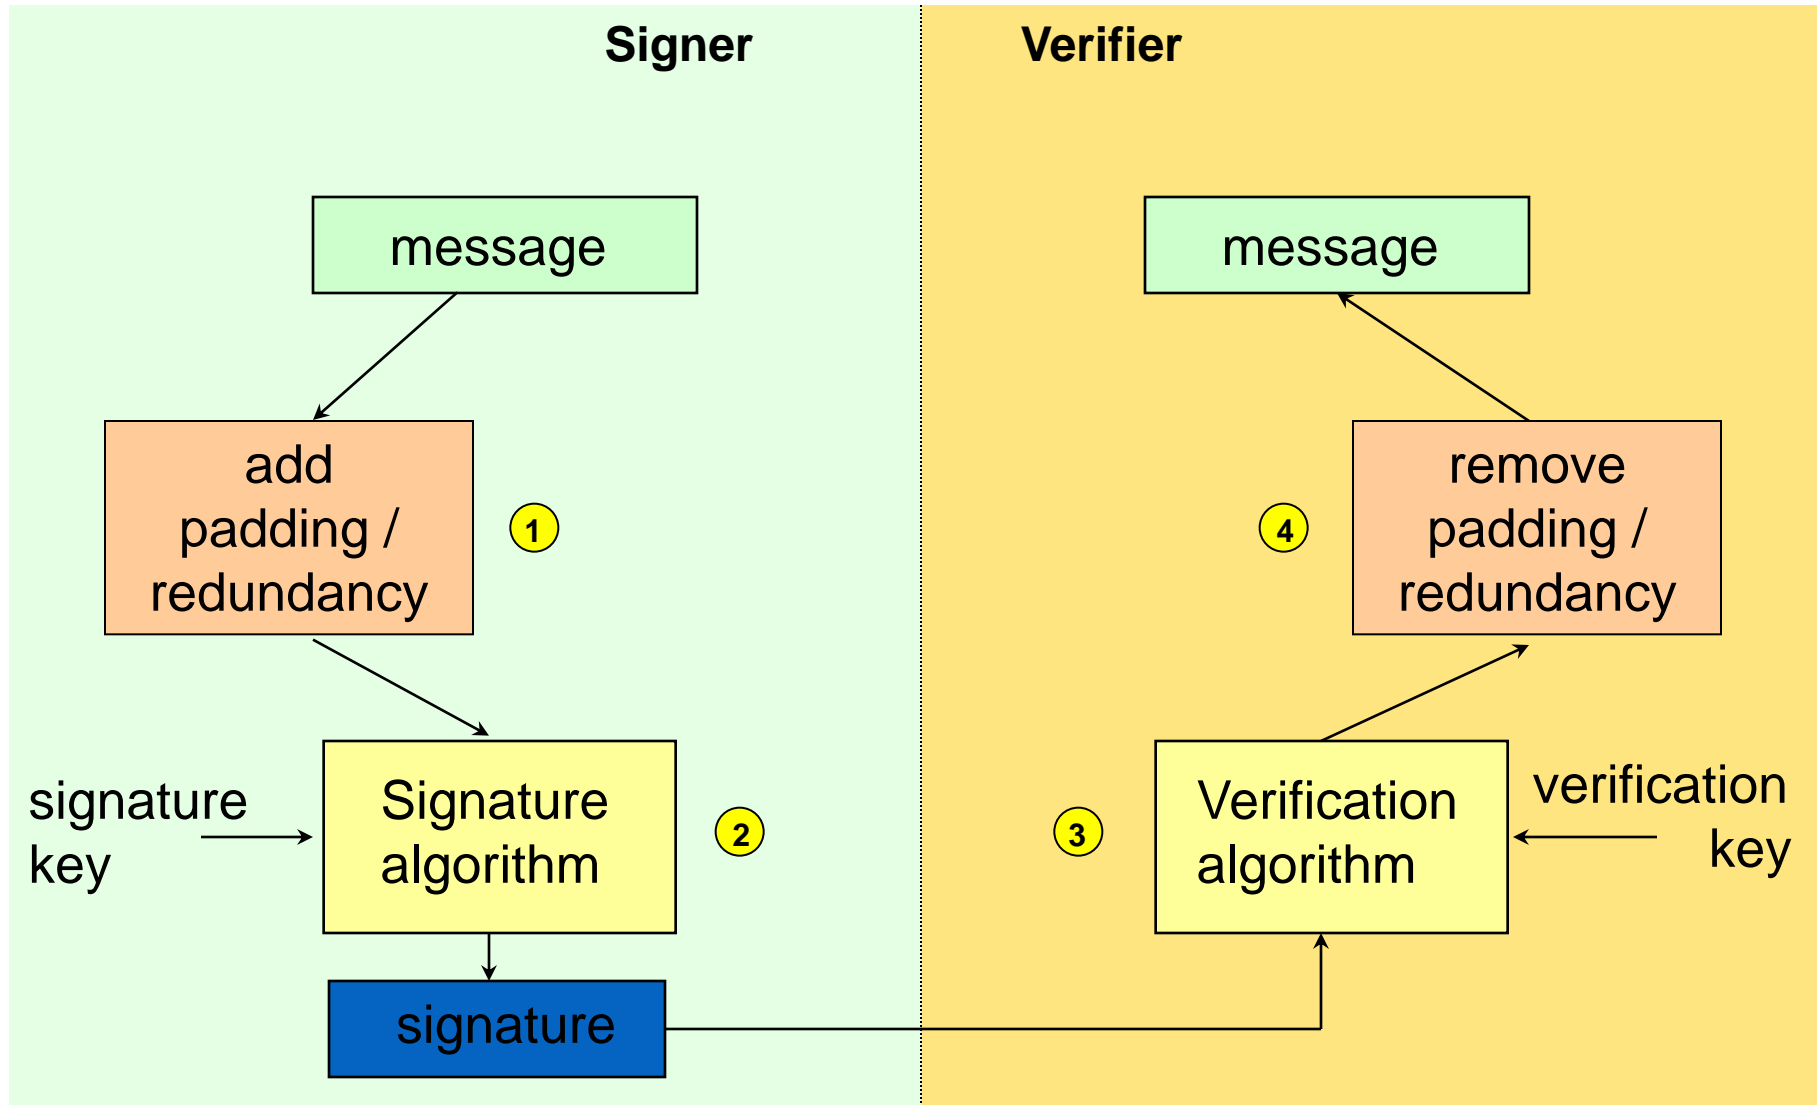 Signer
Verifier
message
message
add
padding /
redundancy
1
4
remove
padding /
redundancy
signature
key
Signature
algorithm
2
3
Verification
algorithm
verification
key
signature